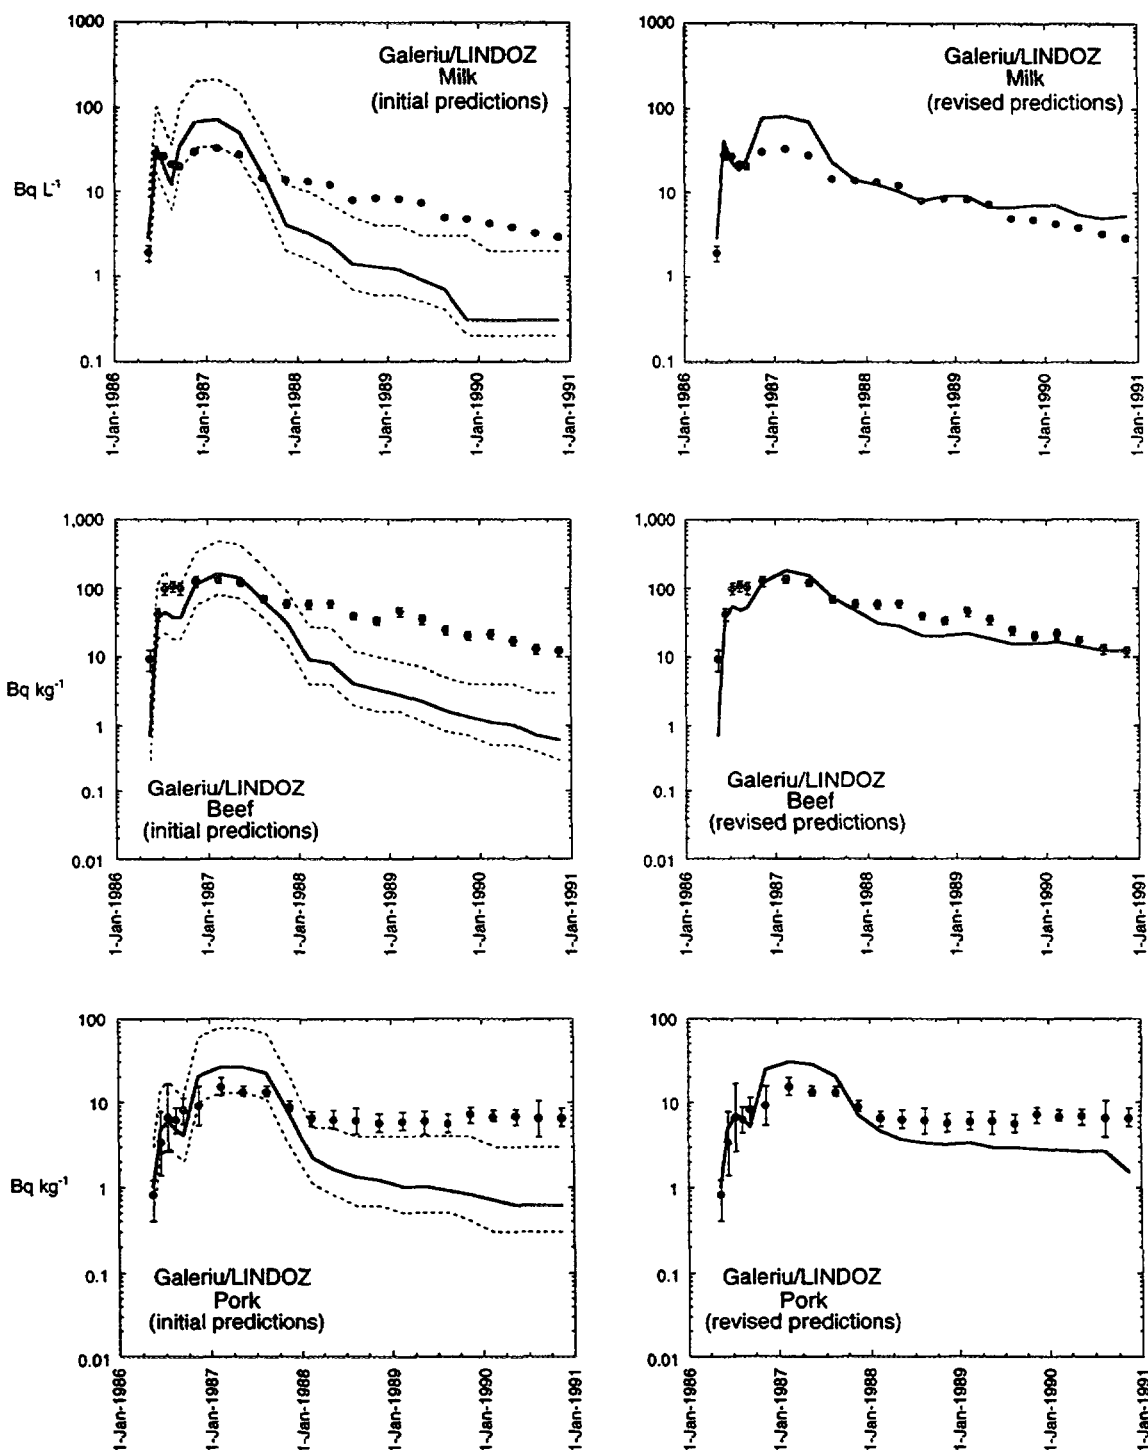 1000
100
10
1
0.1
Bq L-1
Galeriu/LINDOZ
Milk
(initial predictions)
1-Jan-1986
1-Jan-1987
1-Jan-1988
1-Jan-1989
1-Jan-1990
1-Jan-1991
1000
100
10
1
0.1
Galeriu/LINDOZ
Milk
(revised predictions)
1-Jan-1986
1-Jan-1987
1-Jan-1988
1-Jan-1989
1-Jan-1990
1-Jan-1991
1,000
100
10
1
0.1
0.01
Bq kg-1
Galeriu/LINDOZ
Beef
(initial predictions)
1-Jan-1986
1-Jan-1987
1-Jan-1988
1-Jan-1989
1-Jan-1990
1-Jan-1991
1,000
100
10
1
0.1
0.01
Galeriu/LINDOZ
Beef
(revised predictions)
1-Jan-1986
1-Jan-1987
1-Jan-1988
1-Jan-1989
1-Jan-1990
1-Jan-1991
100
10
1
0.1
0.01
Bq kg-1
Galeriu/LINDOZ
Pork
(initial predictions)
1-Jan-1986
1-Jan-1987
1-Jan-1988
1-Jan-1989
1-Jan-1990
1-Jan-1991
100
10
1
0.1
0.01
Galeriu/LINDOZ
Pork
(revised predictions)
1-Jan-1986
1-Jan-1987
1-Jan-1988
1-Jan-1989
1-Jan-1990
1-Jan-1991